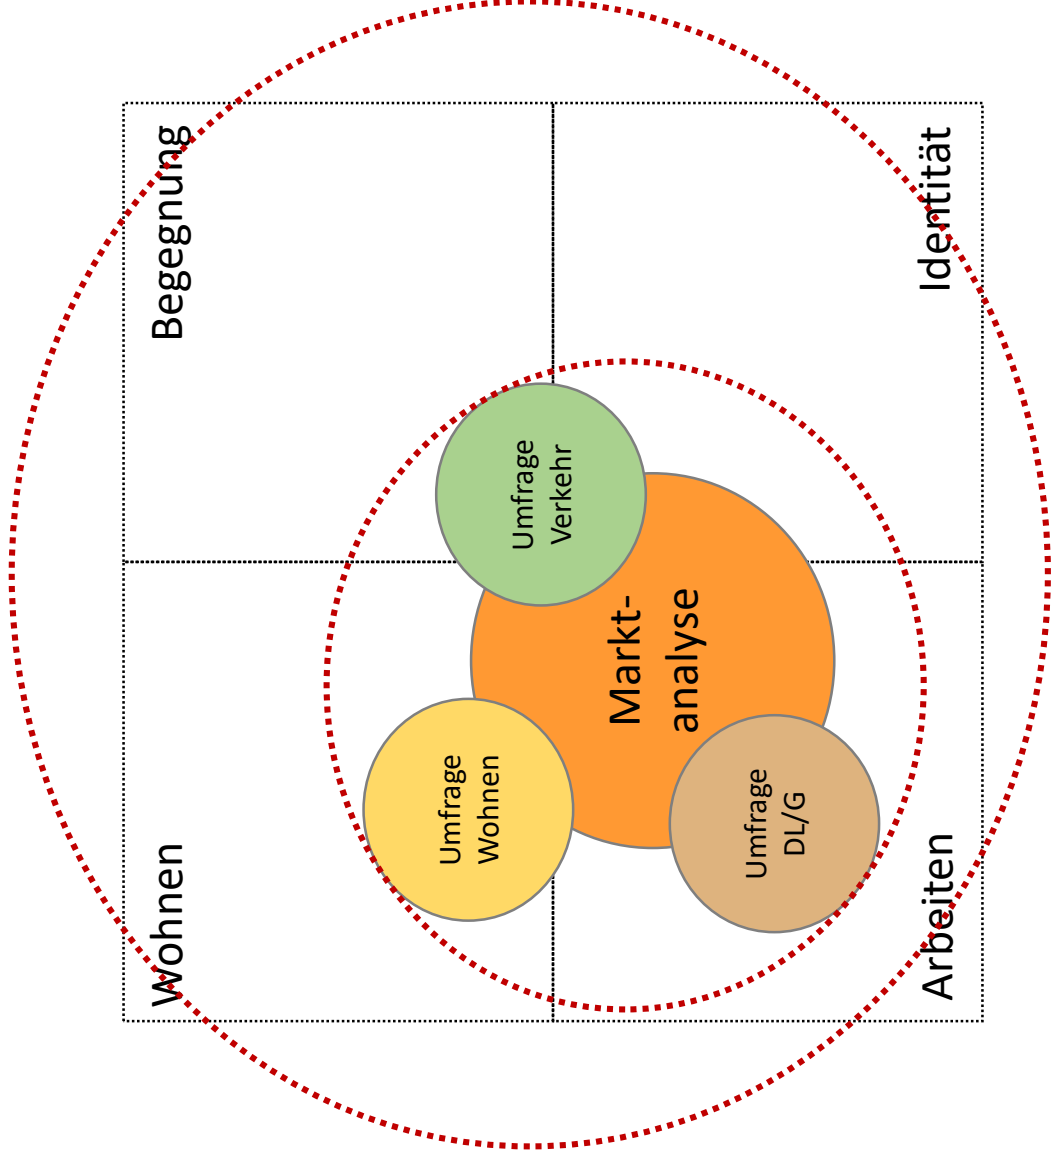 Wohnen
Begegnung
Umfrage
Wohnen
Umfrage
Verkehr
Markt-
analyse
Umfrage
DL/G
Arbeiten
Identität